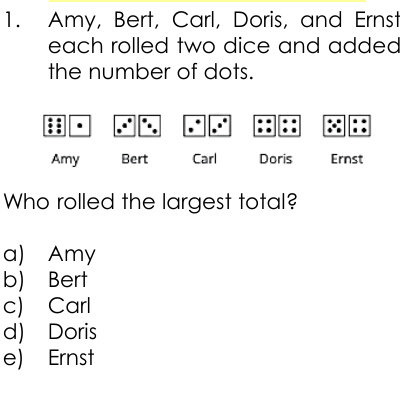 1. Amy, Bert, Carl, Doris, and Ernst
each rolled two dice and added
the number of dots.
Amy Bert Carl Doris Ernst
Who rolled the largest total?
a) Amy
b) Bert
c) Carl
d) Doris
e) Ernst